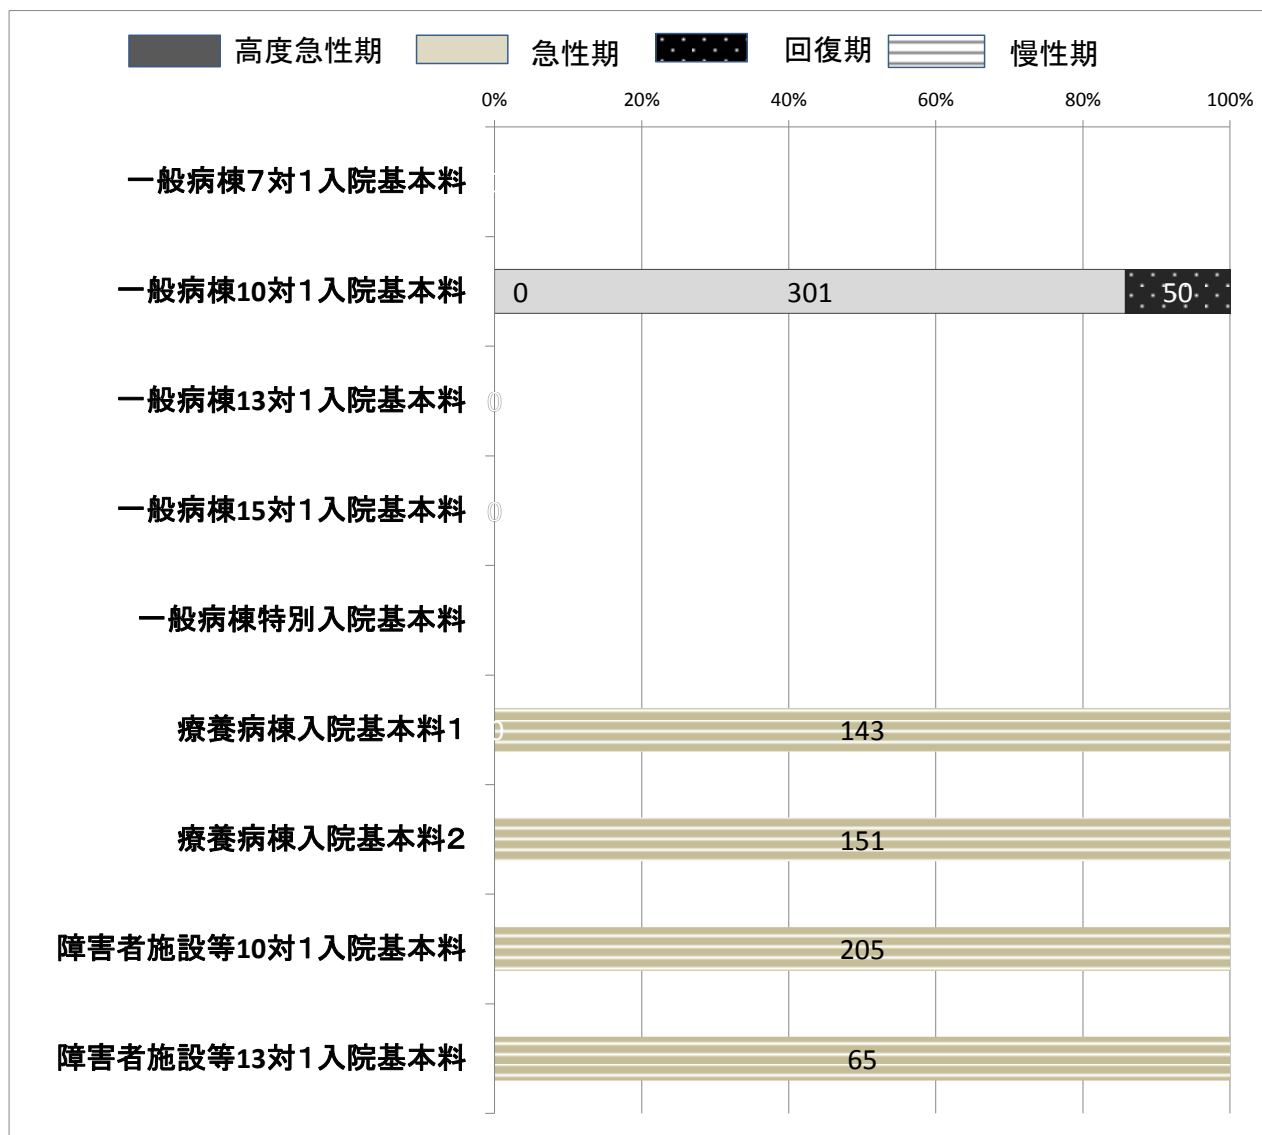 高度急性期 急性期 回復期 慢性期
0% 20% 40% 60% 80% 100%
一般病棟７対１入院基本料
一般病棟10対１入院基本料 0 301 50
一般病棟13対１入院基本料 0
一般病棟15対１入院基本料 0
一般病棟特別入院基本料
療養病棟入院基本料１ 0 143
療養病棟入院基本料２ 151
障害者施設等10対１入院基本料 205
障害者施設等13対１入院基本料 65